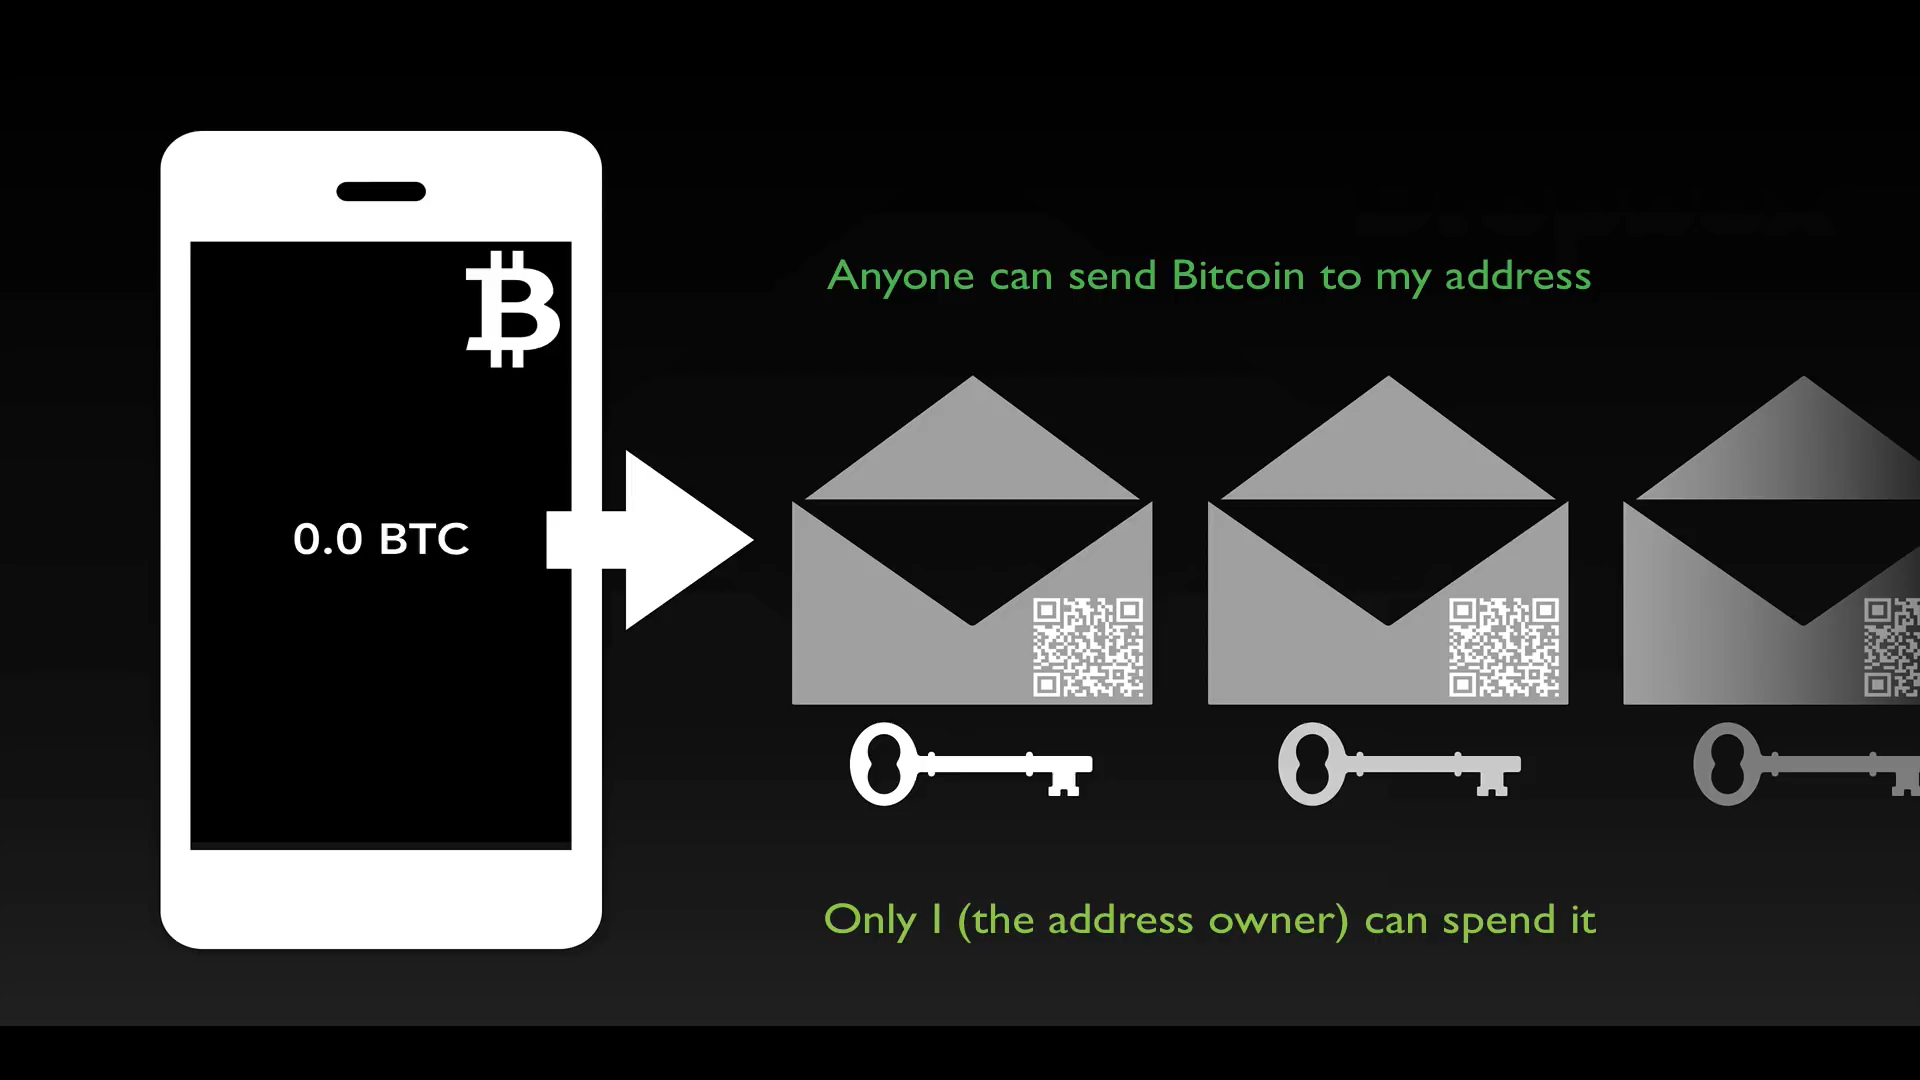 Anyone can send Bitcoin to my address
0.0 BTC
Only I (the address owner) can spend it